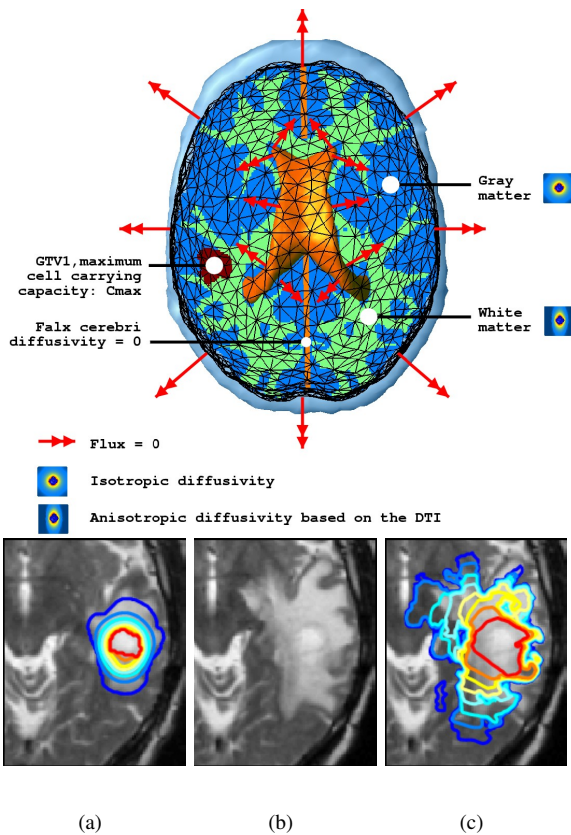 Gray
matter
GTV1,maximum
cell carrying
capacity: Cmax
White
matter
Falx cerebri
diffusivity = 0
Flux = 0
Isotropic diffusivity
Anisotropic diffusivity based on the DTI
(a) (b) (c)